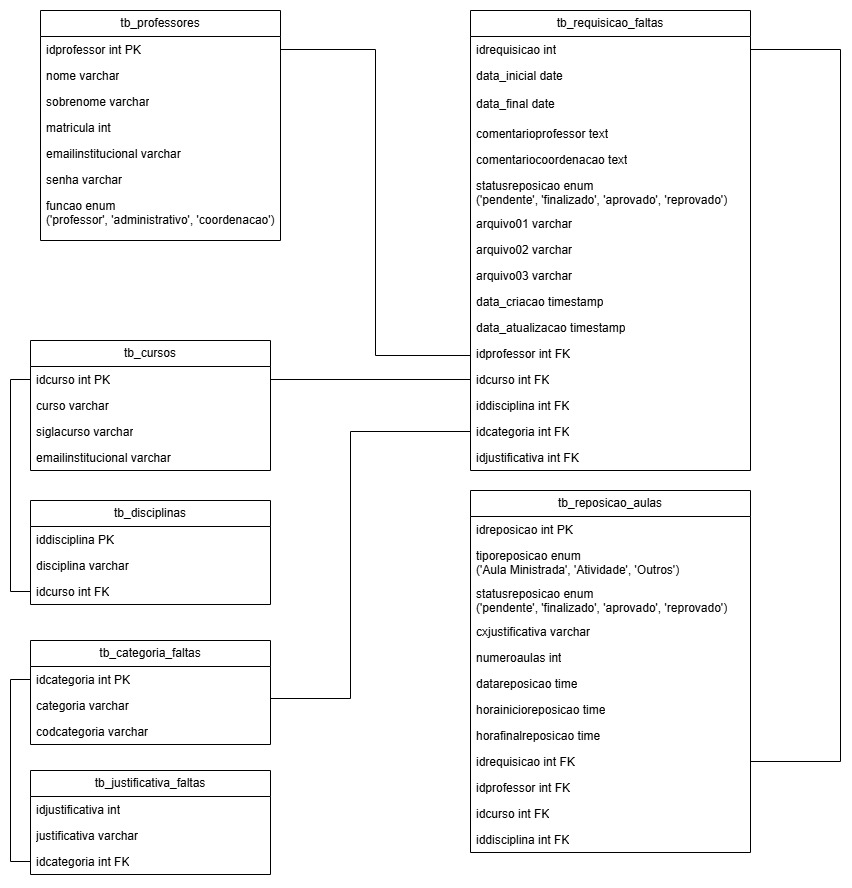 tb_professores
idprofessor int PK
nome varchar
sobrenome varchar
matricula int
emailinstitucional varchar
senha varchar
funcao enum
('professor', 'administrativo', 'coordenacao')
tb_cursos
idcurso int PK
curso varchar
siglacurso varchar
emailinstitucional varchar
tb_disciplinas
iddisciplina PK
disciplina varchar
idcurso int FK
tb_categoria_faltas
idcategoria int PK
categoria varchar
codcategoria varchar
tb_justificativa_faltas
idjustificativa int
justificativa varchar
idcategoria int FK
tb_requisicao_faltas
idrequisicao int
data_inicial date
data_final date
comentarioprofessor text
comentariocoordenacao text
statusreposicao enum
('pendente', 'finalizado', 'aprovado', 'reprovado')
arquivo01 varchar
arquivo02 varchar
arquivo03 varchar
data_criacao timestamp
data_atualizacao timestamp
idprofessor int FK
idcurso int FK
iddisciplina int FK
idcategoria int FK
idjustificativa int FK
tb_reposicao_aulas
idreposicao int PK
tiporeposicao enum
('Aula Ministrada', 'Atividade', 'Outros')
statusreposicao enum
('pendente', 'finalizado', 'aprovado', 'reprovado')
cxjustificativa varchar
numeroaulas int
datareposicao time
horainicioreposicao time
horafinalreposicao time
idrequisicao int FK
idprofessor int FK
idcurso int FK
iddisciplina int FK